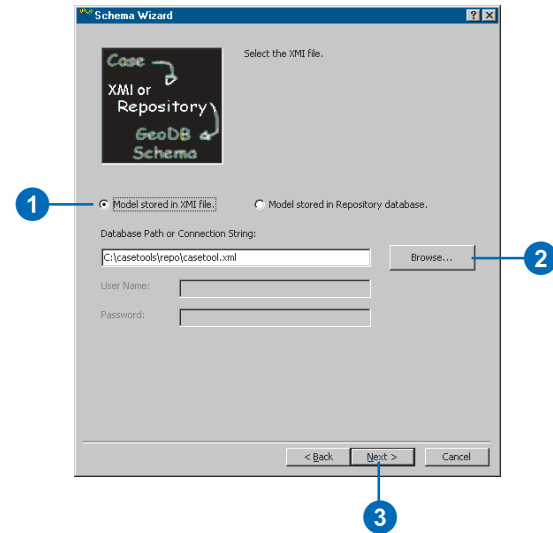 Schema Wizard
Case
XMI or
Repository
GeoDB
Schema
Select the XMI file.
1
Model stored in XMI file.
Model stored in Repository database.
Database Path or Connection String:
C:\casetools\repo\casetool.xml
Browse...
2
User Name:
Password:
< Back
Next >
Cancel
3